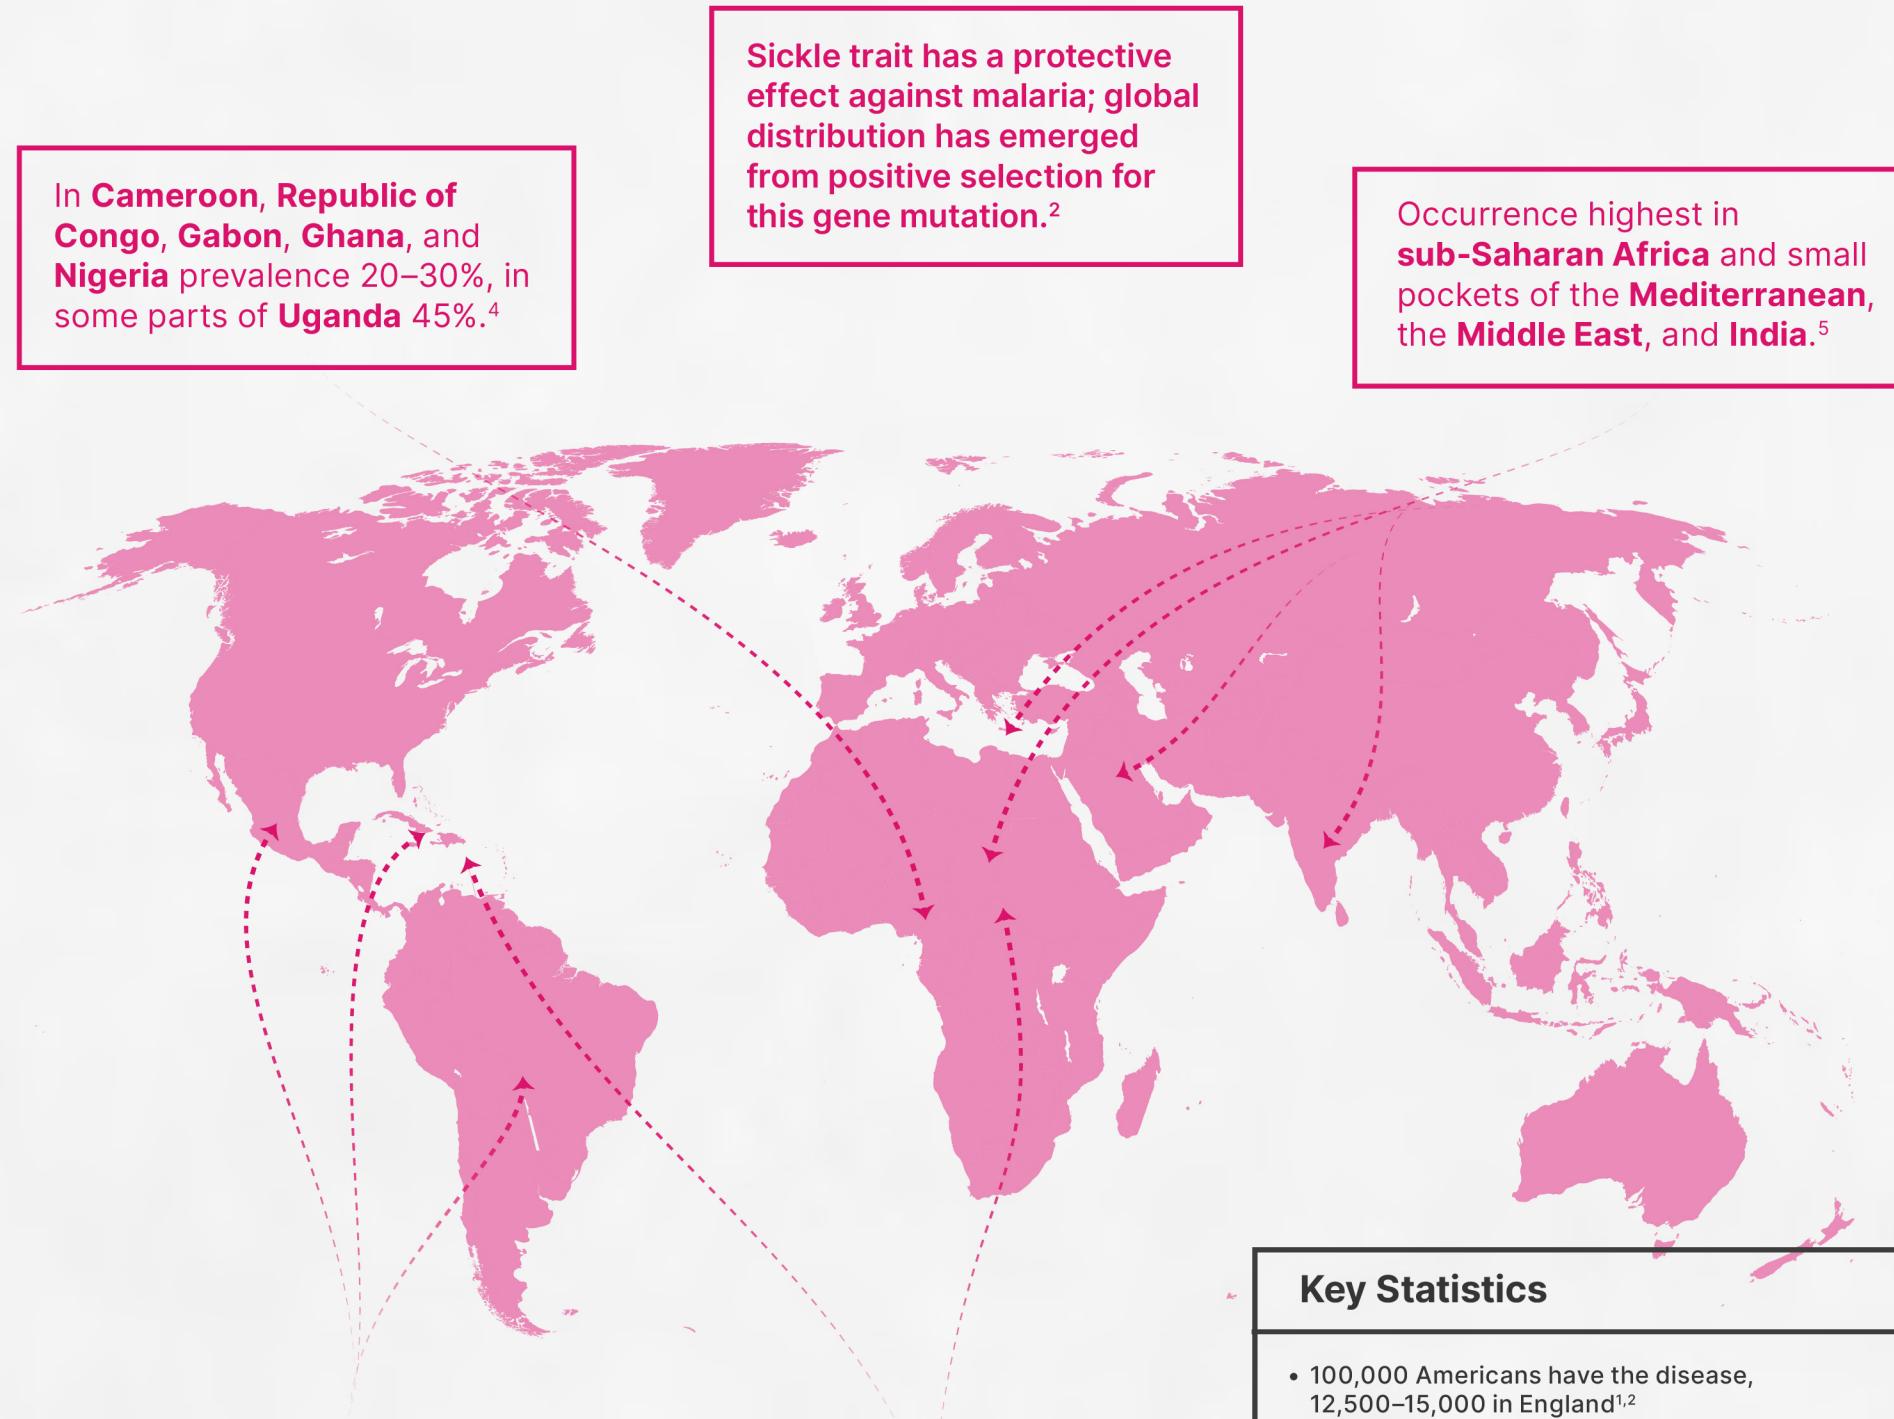 Sickle trait has a protective
effect against malaria; global
distribution has emerged
from positive selection for
this gene mutation.²
In Cameroon, Republic of
Congo, Gabon, Ghana, and
Nigeria prevalence 20–30%, in
some parts of Uganda 45%.⁴
Occurrence highest in
sub-Saharan Africa and small
pockets of the Mediterranean,
the Middle East, and India.⁵
Key Statistics
• 100,000 Americans have the disease,
12,500–15,000 in England¹,²